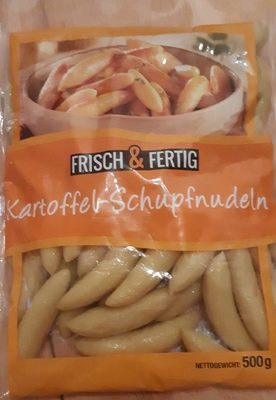 FRISCH & FERTIG
Kartoffel-Schupfnudeln
NETTOGEWICHT: 500g